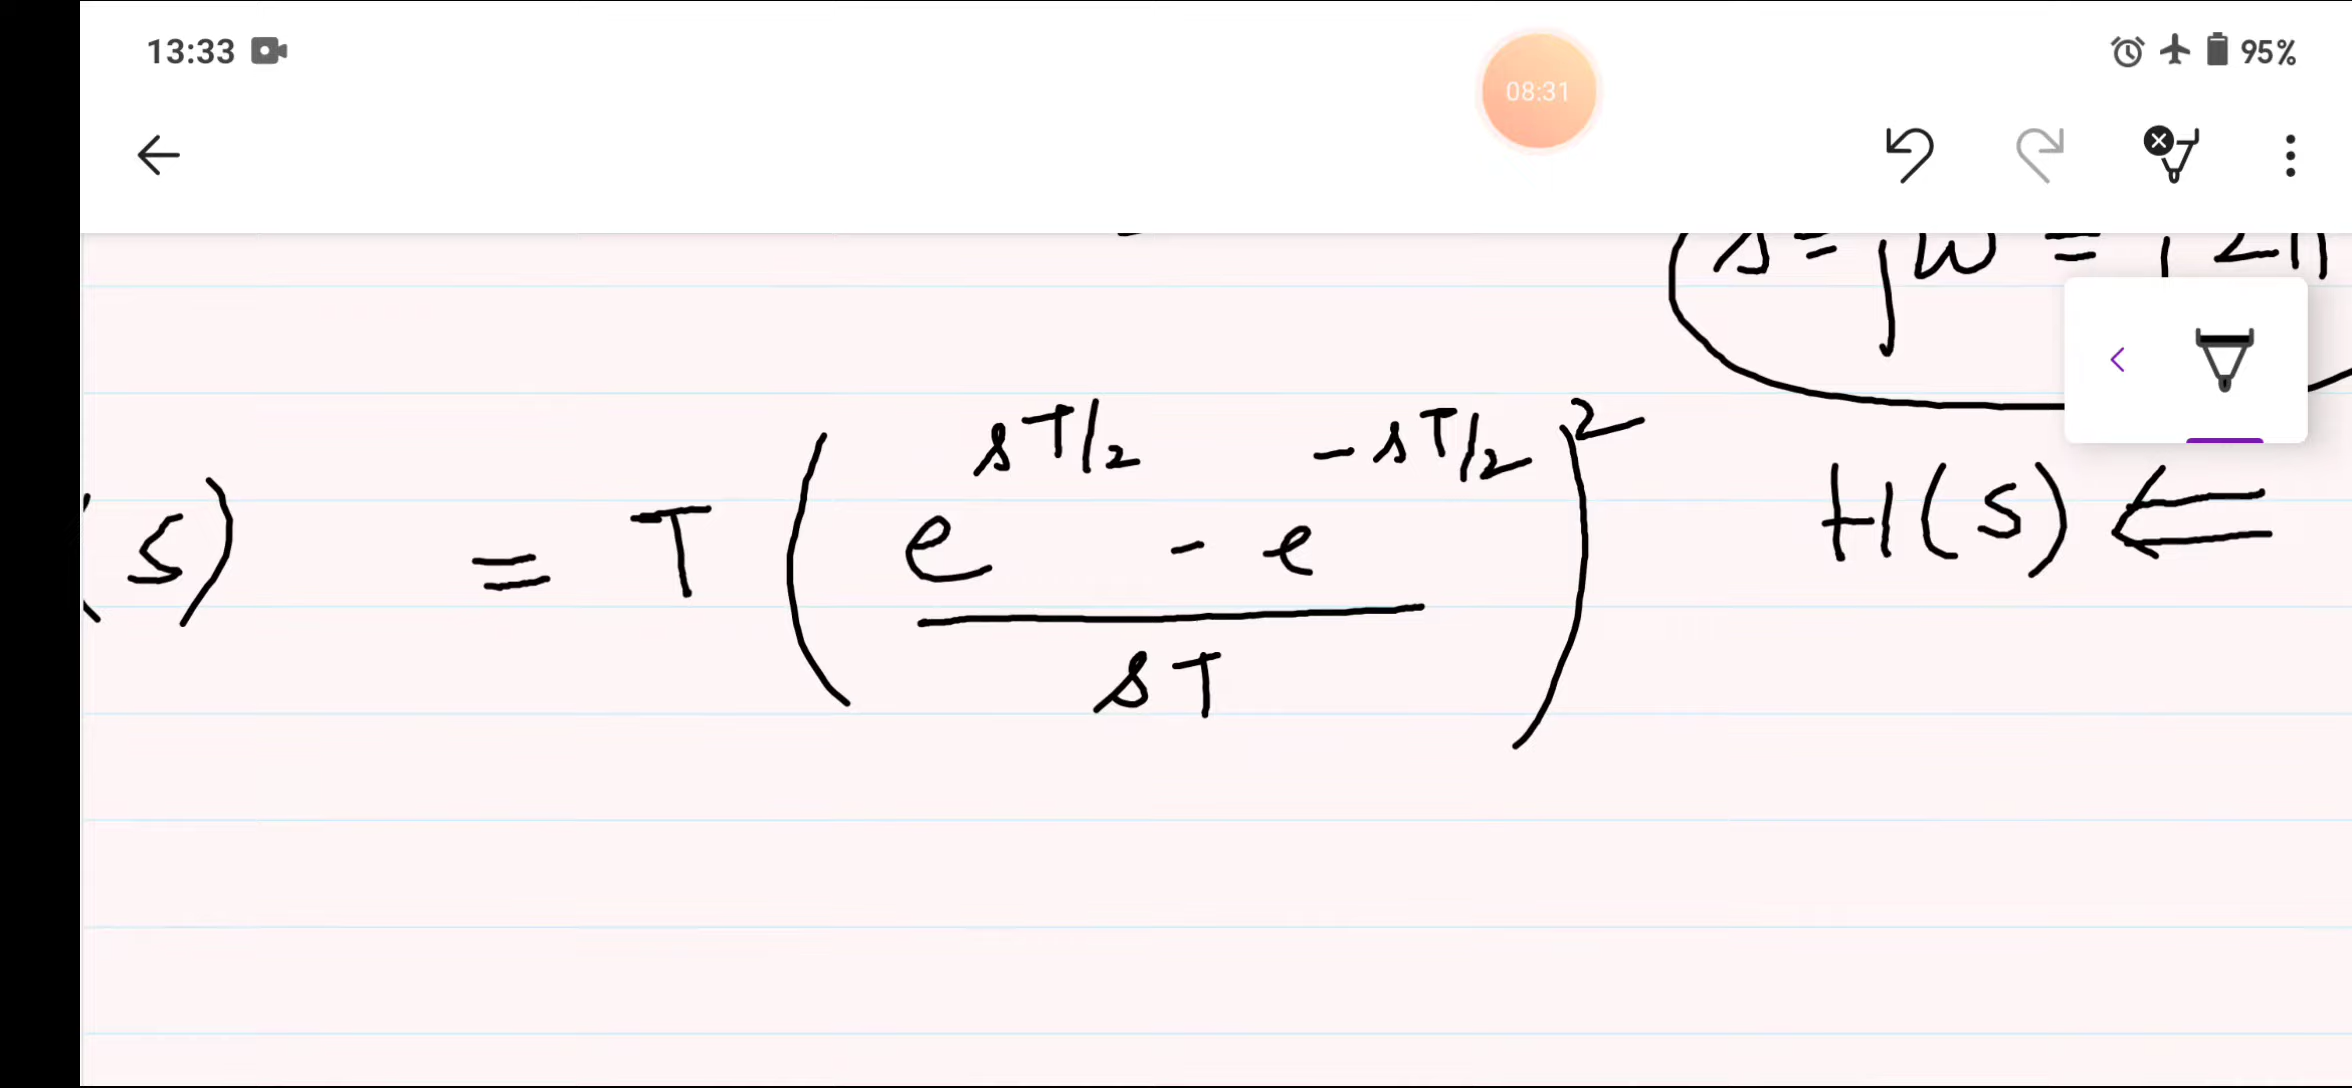 13:33 95%
08:31
s = jω = j2π
(s) = T ( (e^{sT/2} - e^{-sT/2}) / sT )^2 H(s) ⇐